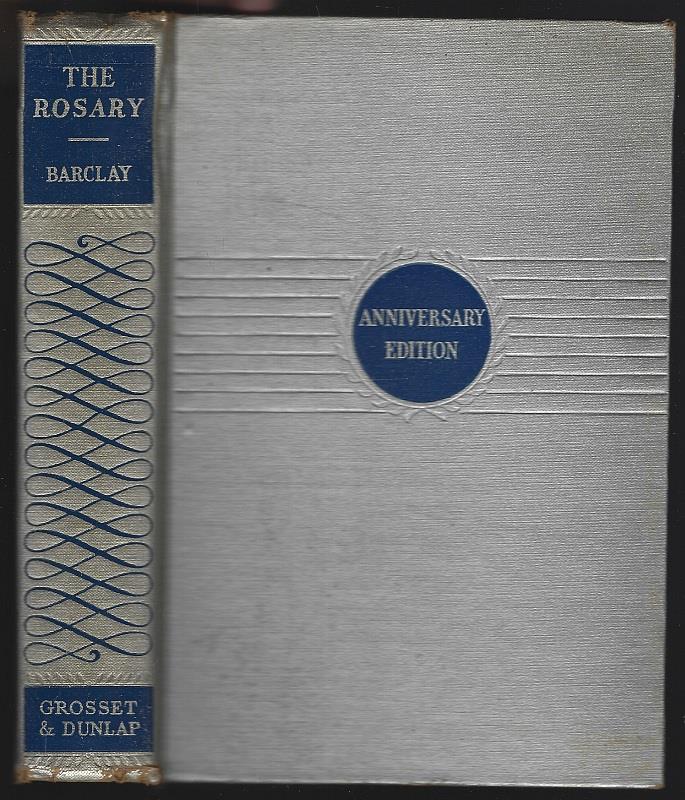 THE
ROSARY
BARCLAY
GROSSET
& DUNLAP
ANNIVERSARY
EDITION